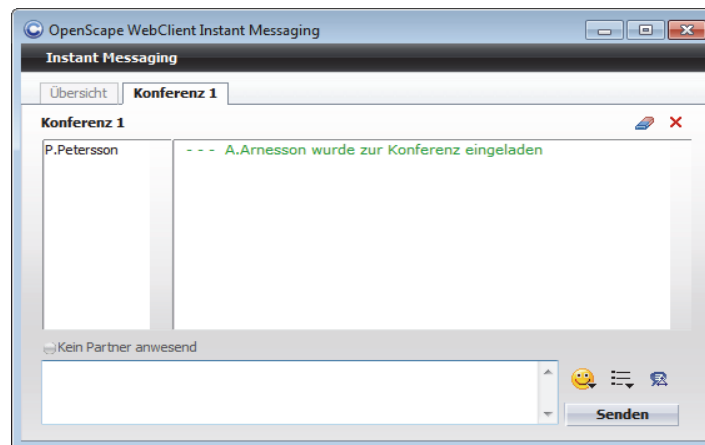 OpenScape WebClient Instant Messaging
Instant Messaging
Übersicht Konferenz 1
Konferenz 1
P.Petersson
--- A.Arnesson wurde zur Konferenz eingeladen
Kein Partner anwesend
Senden